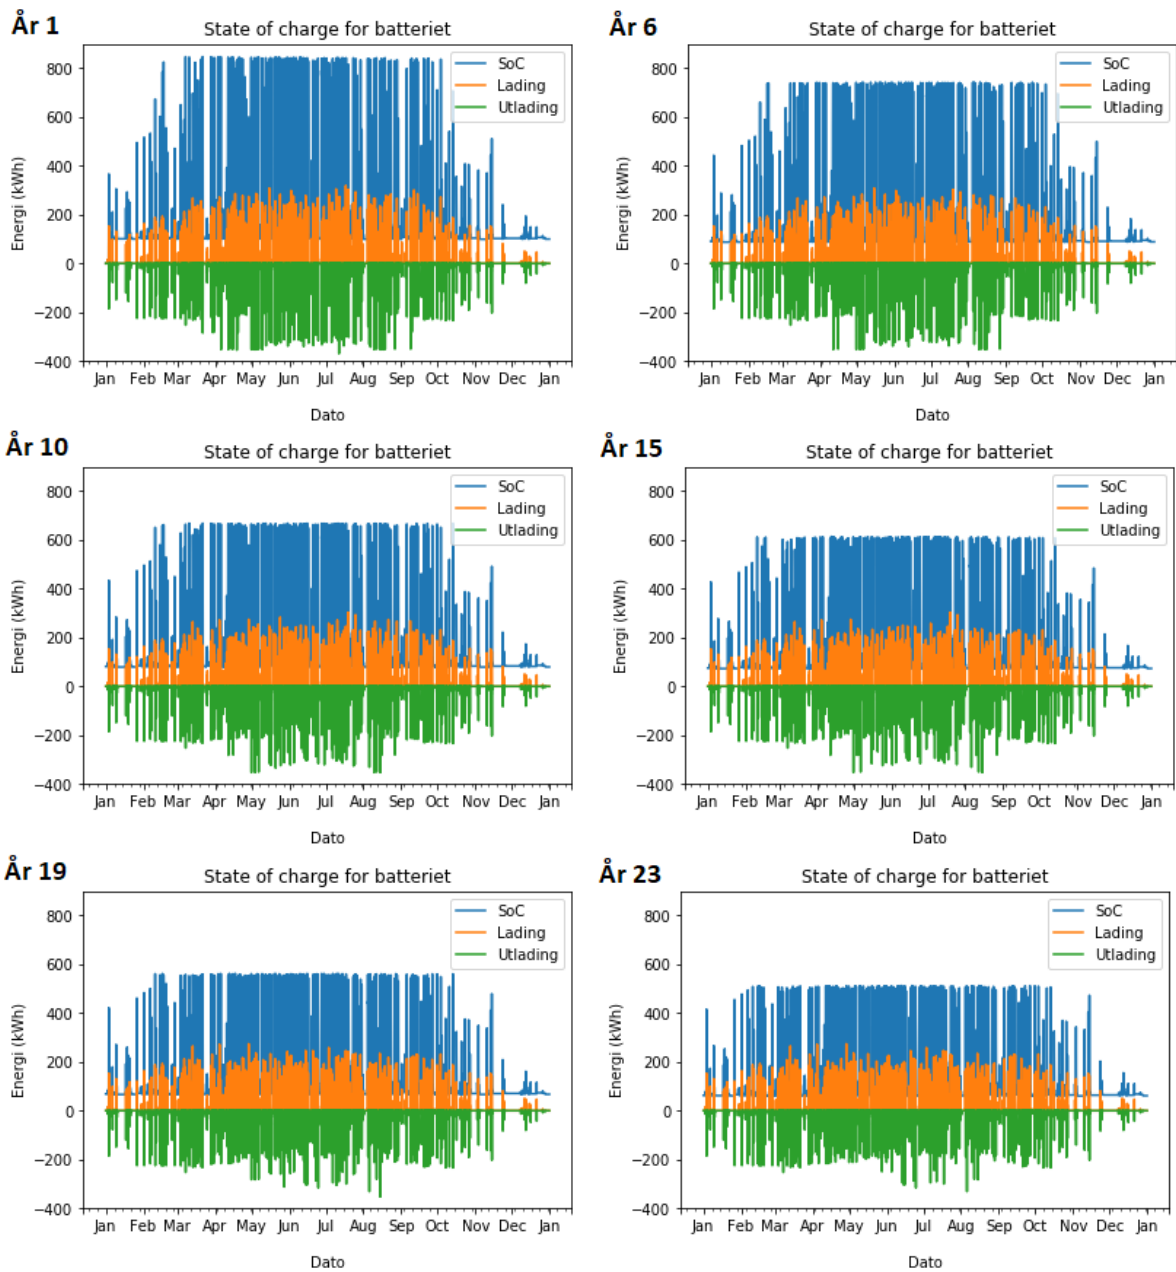 År 1
State of charge for batteriet
SoC
Lading
Utlading
Energi (kWh)
800
600
400
200
0
−200
−400
Jan Feb Mar Apr May Jun Jul Aug Sep Oct Nov Dec Jan
Dato
År 6
State of charge for batteriet
SoC
Lading
Utlading
Energi (kWh)
800
600
400
200
0
−200
−400
Jan Feb Mar Apr May Jun Jul Aug Sep Oct Nov Dec Jan
Dato
År 10
State of charge for batteriet
SoC
Lading
Utlading
Energi (kWh)
800
600
400
200
0
−200
−400
Jan Feb Mar Apr May Jun Jul Aug Sep Oct Nov Dec Jan
Dato
År 15
State of charge for batteriet
SoC
Lading
Utlading
Energi (kWh)
800
600
400
200
0
−200
−400
Jan Feb Mar Apr May Jun Jul Aug Sep Oct Nov Dec Jan
Dato
År 19
State of charge for batteriet
SoC
Lading
Utlading
Energi (kWh)
800
600
400
200
0
−200
−400
Jan Feb Mar Apr May Jun Jul Aug Sep Oct Nov Dec Jan
Dato
År 23
State of charge for batteriet
SoC
Lading
Utlading
Energi (kWh)
800
600
400
200
0
−200
−400
Jan Feb Mar Apr May Jun Jul Aug Sep Oct Nov Dec Jan
Dato